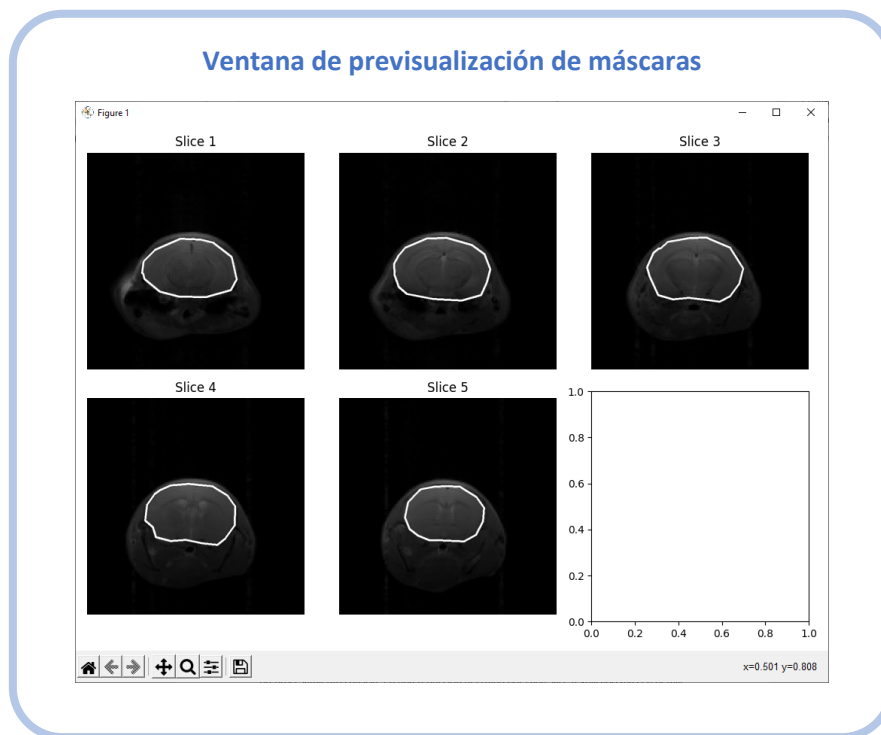 Ventana de previsualización de máscaras
Figure 1
Slice 1
Slice 2
Slice 3
Slice 4
Slice 5
1.0
0.8
0.6
0.4
0.2
0.0
0.0 0.2 0.4 0.6 0.8 1.0
x=0.501 y=0.808